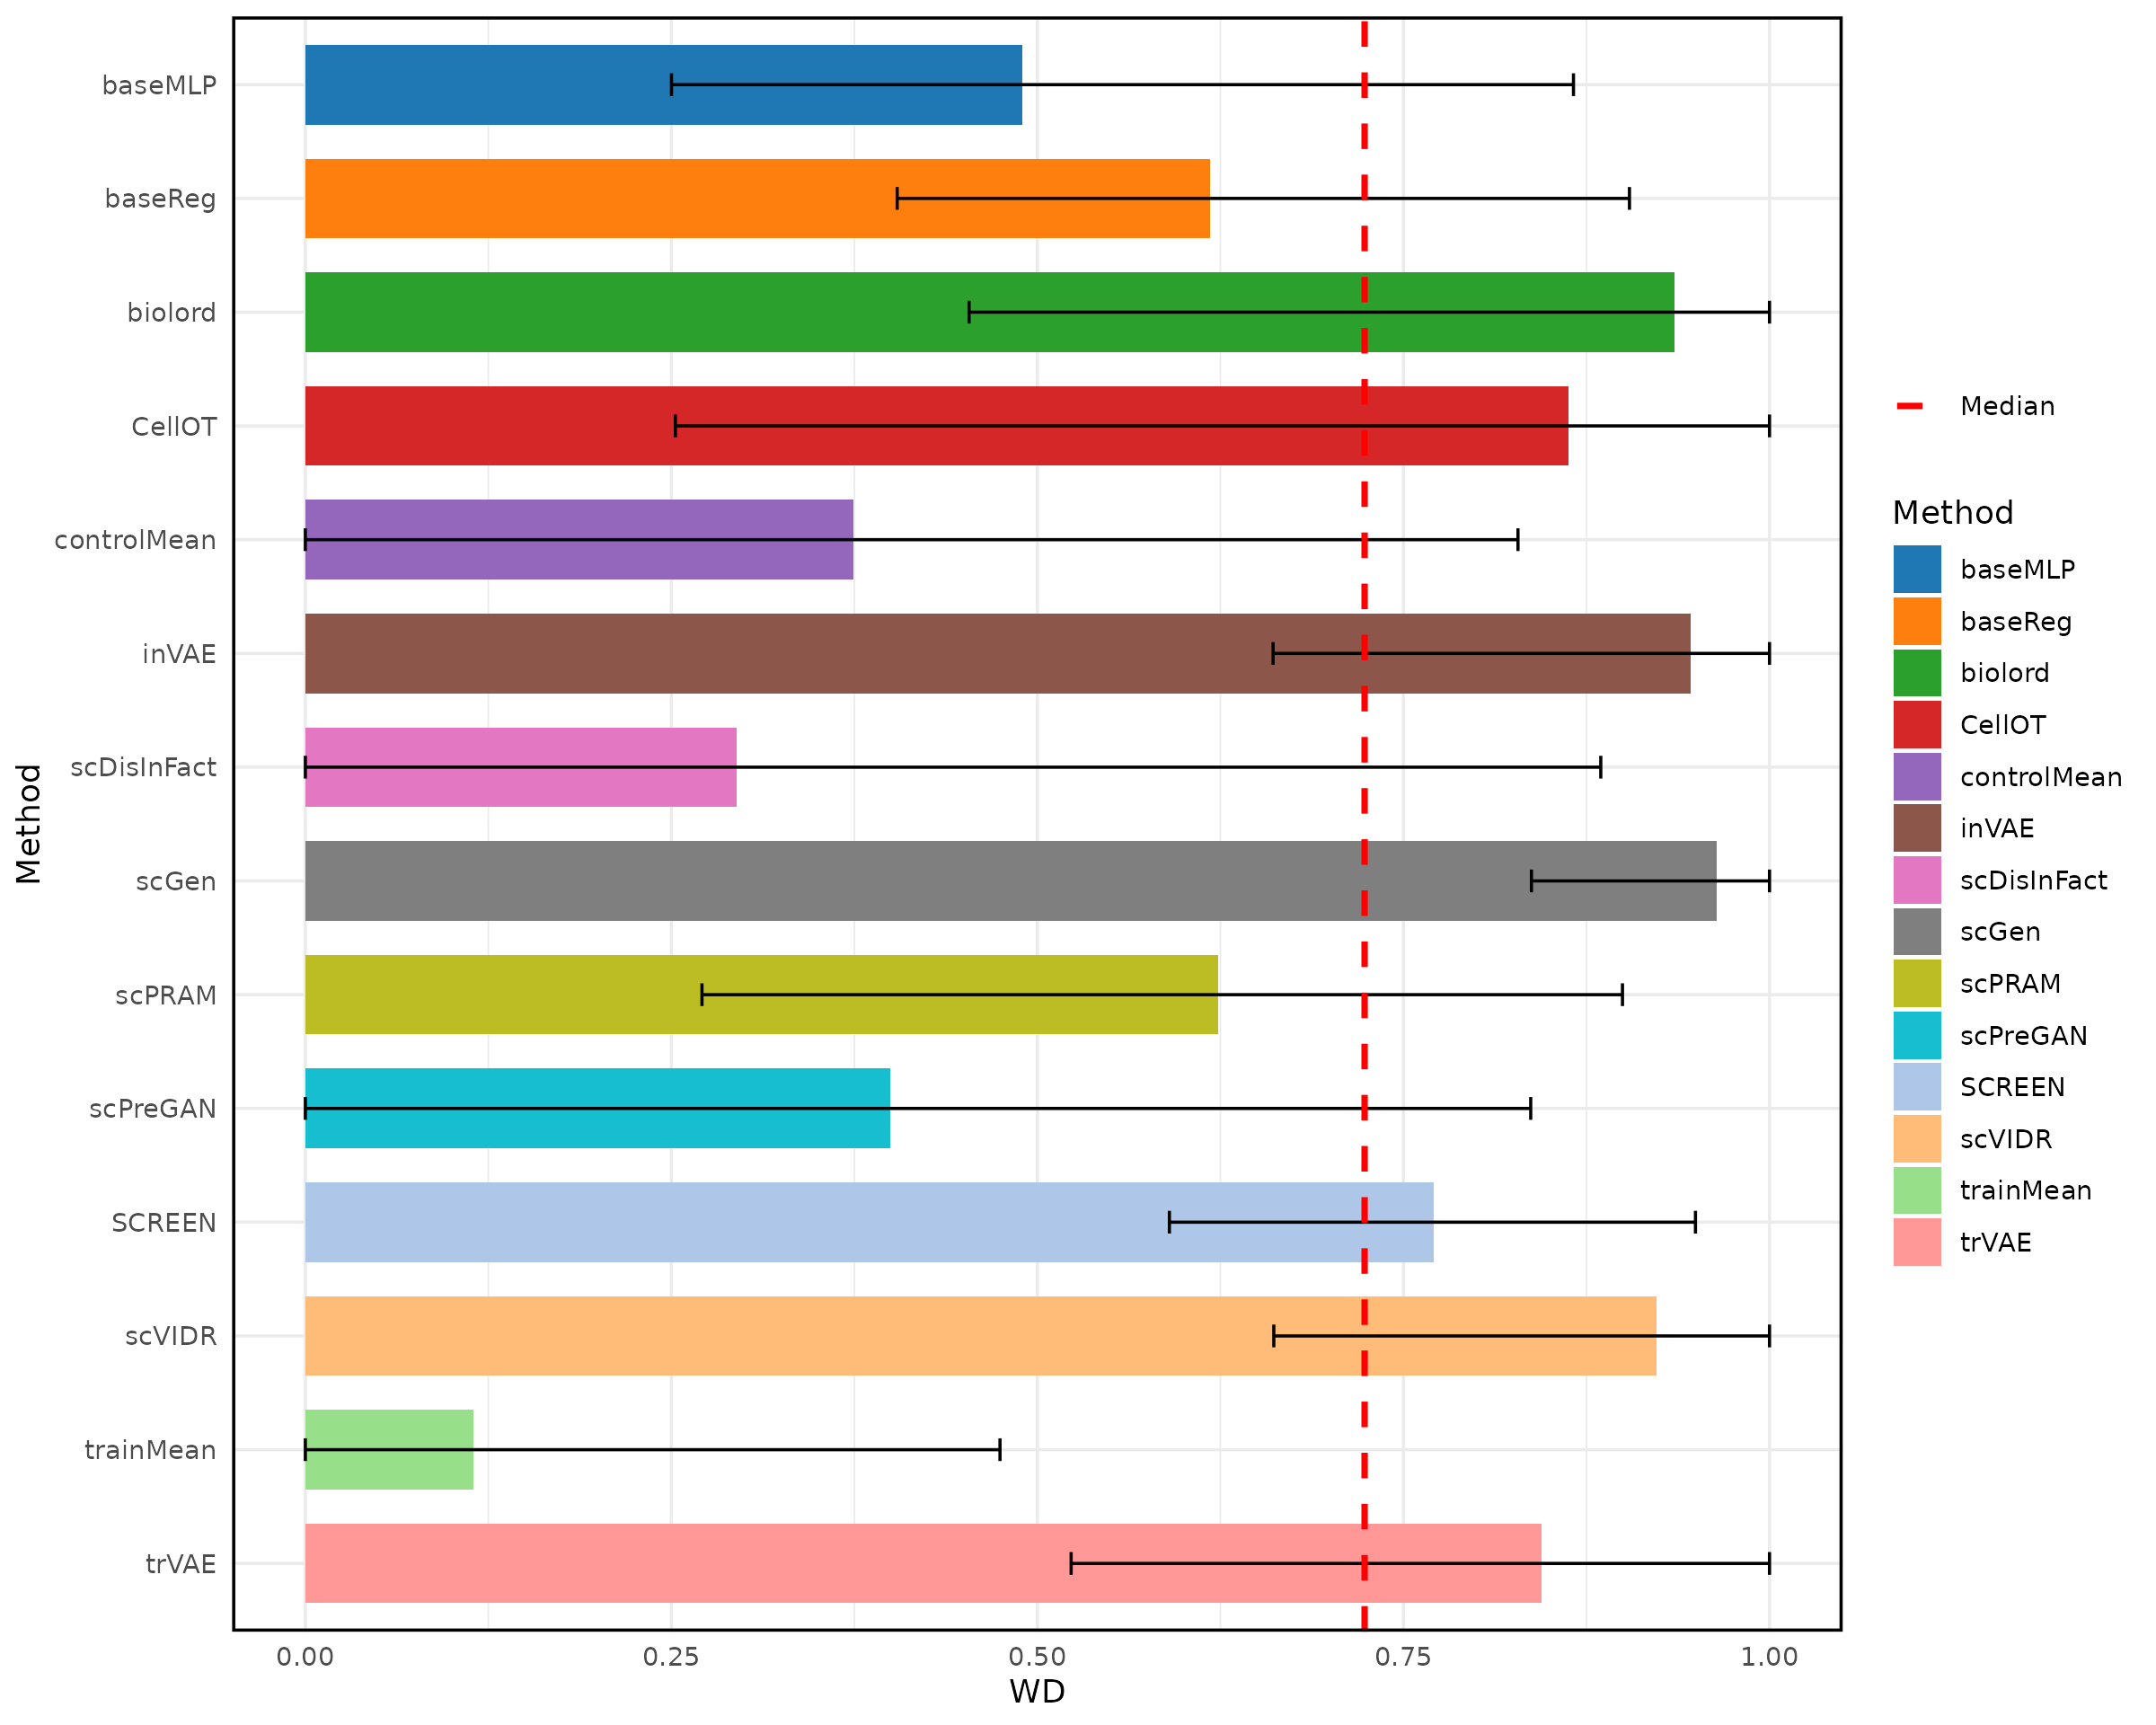 baseMLP
baseReg
biolord
CellOT
controlMean
inVAE
scDisInFact
scGen
scPRAM
scPreGAN
SCREEN
scVIDR
trainMean
trVAE
Method
0.00 0.25 0.50 0.75 1.00
WD
Median
Method
baseMLP
baseReg
biolord
CellOT
controlMean
inVAE
scDisInFact
scGen
scPRAM
scPreGAN
SCREEN
scVIDR
trainMean
trVAE